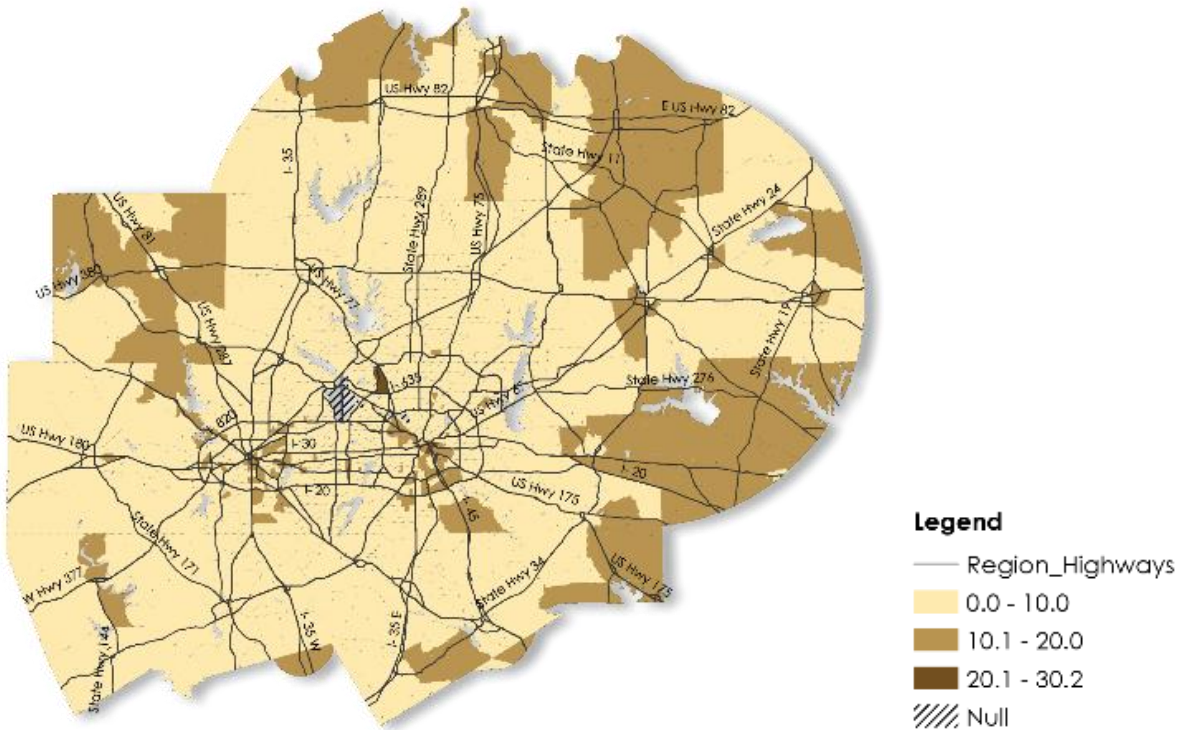 US Hwy 82
E US Hwy 82
State Hwy 11
I- 35
State Hwy 289
US Hwy 75
State Hwy 24
US Hwy 81
US Hwy 380
US Hwy 77
State Hwy 19
US Hwy 287
I- 635
State Hwy 276
820
US Hwy 180
I- 30
I- 20
I- 20
US Hwy 175
I- 45
State Hwy 171
W Hwy 377
State Hwy 34
US Hwy 175
I- 35 W
I- 35 E
State Hwy 144
Legend
Region_Highways
0.0 - 10.0
10.1 - 20.0
20.1 - 30.2
Null